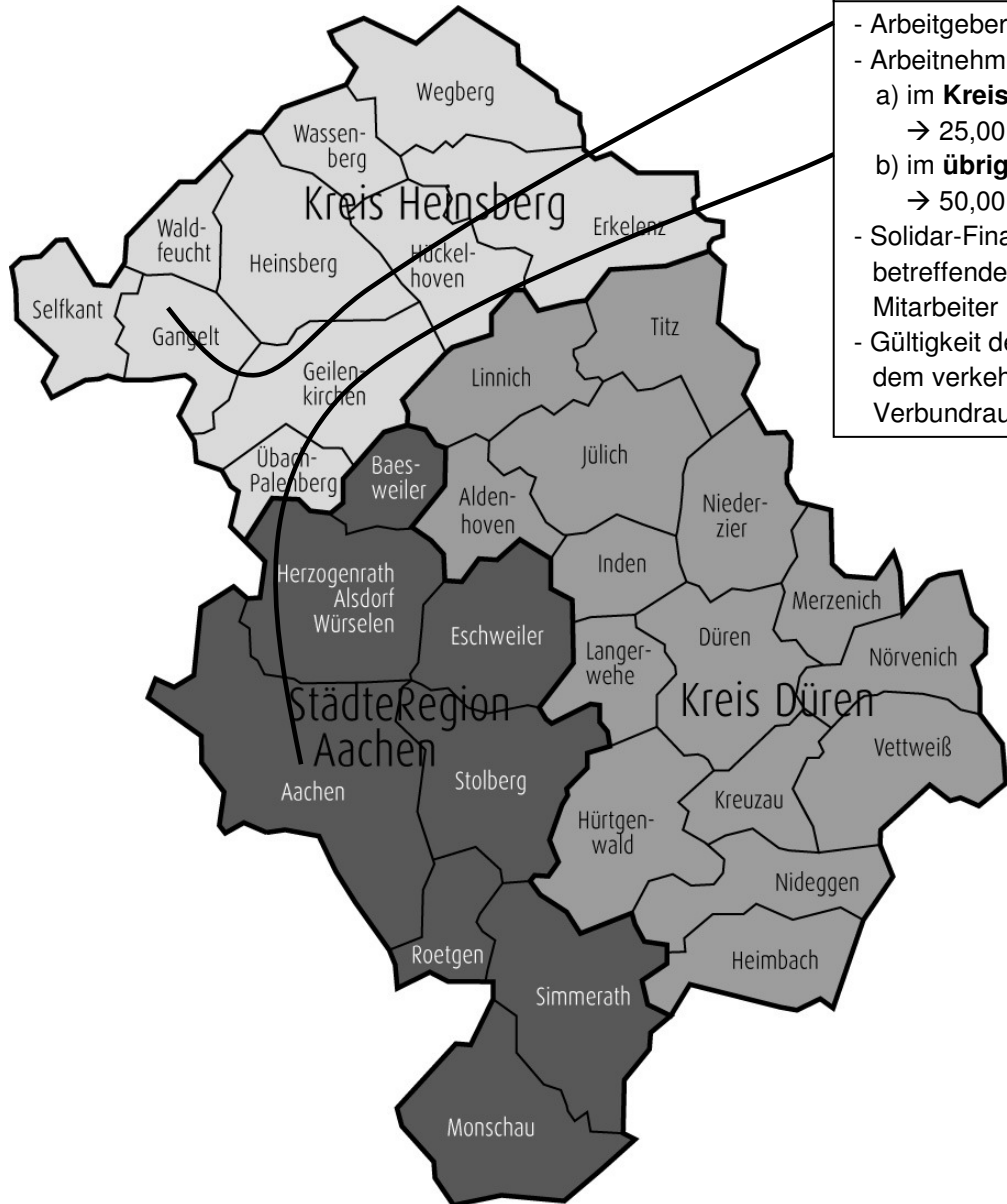 - Arbeitgeber
- Arbeitnehm
a) im Kreis
→ 25,00
b) im übrig
→ 50,00
- Solidar-Fina
betreffende
Mitarbeiter
- Gültigkeit de
dem verkeh
Verbundrau
Wegberg
Wassen-
berg
Kreis Heinsberg
Erkelenz
Wald-
feucht
Heinsberg
Hückel-
hoven
Selfkant
Gangelt
Geilen-
kirchen
Übach-
Palenberg
Titz
Linnich
Jülich
Alden-
hoven
Nieder-
zier
Inden
Merzenich
Langer-
wehe
Düren
Nörvenich
Kreis Düren
Vettweiß
Kreuzau
Hürtgen-
wald
Nideggen
Heimbach
Baes-
weiler
Herzogenrath
Alsdorf
Würselen
Eschweiler
StädteRegion
Aachen
Aachen
Stolberg
Roetgen
Simmerath
Monschau